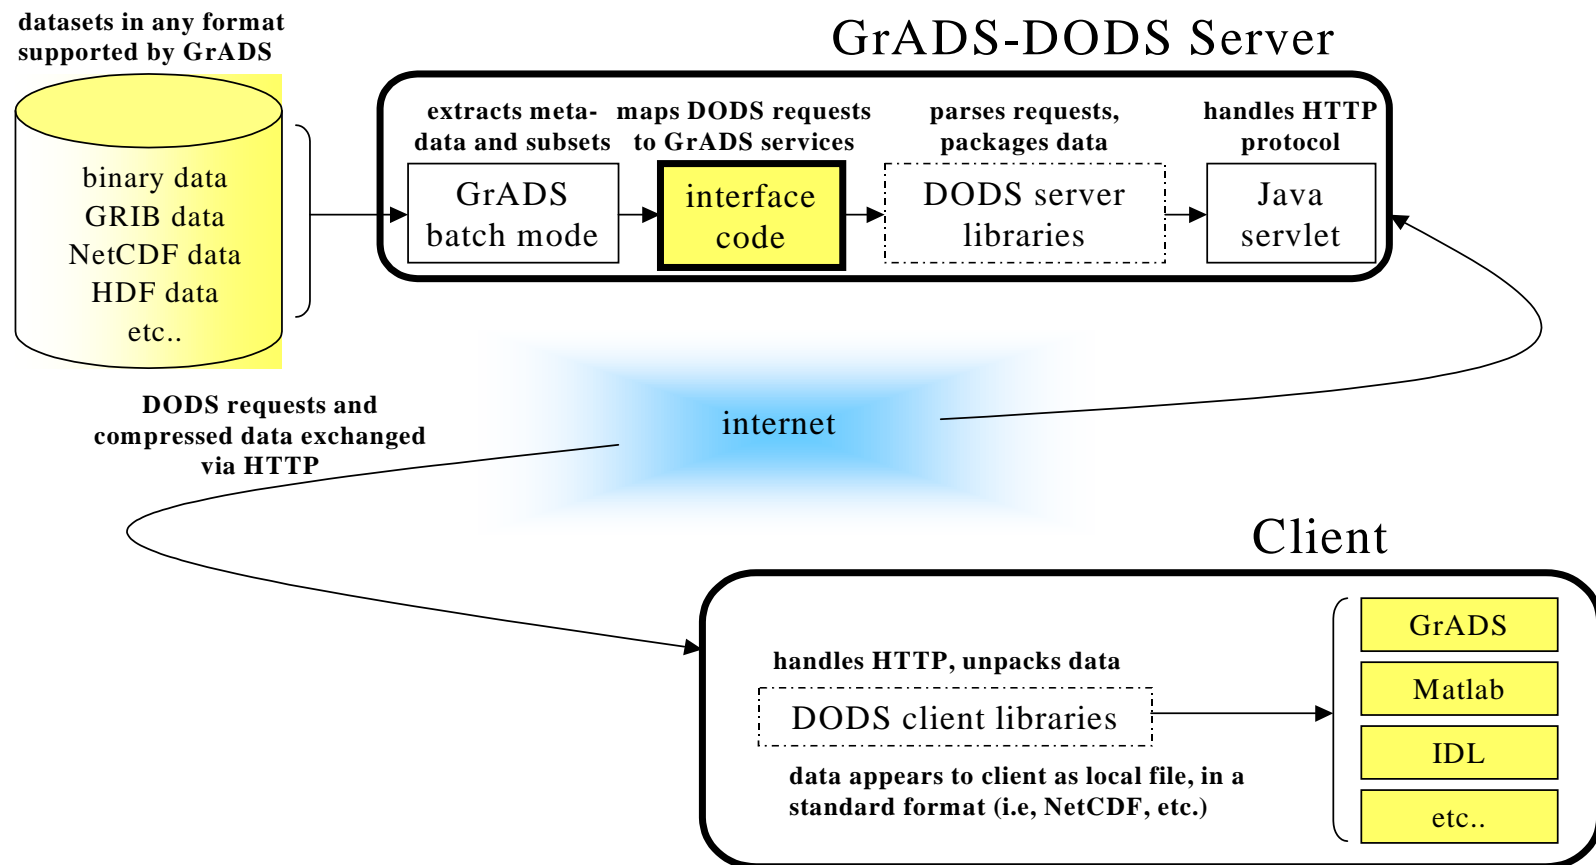 datasets in any format
supported by GrADS
binary data
GRIB data
NetCDF data
HDF data
etc..
GrADS-DODS Server
extracts meta-
data and subsets
GrADS
batch mode
maps DODS requests
to GrADS services
interface
code
parses requests,
packages data
DODS server
libraries
handles HTTP
protocol
Java
servlet
DODS requests and
compressed data exchanged
via HTTP
internet
Client
handles HTTP, unpacks data
DODS client libraries
data appears to client as local file, in a
standard format (i.e, NetCDF, etc.)
GrADS
Matlab
IDL
etc..